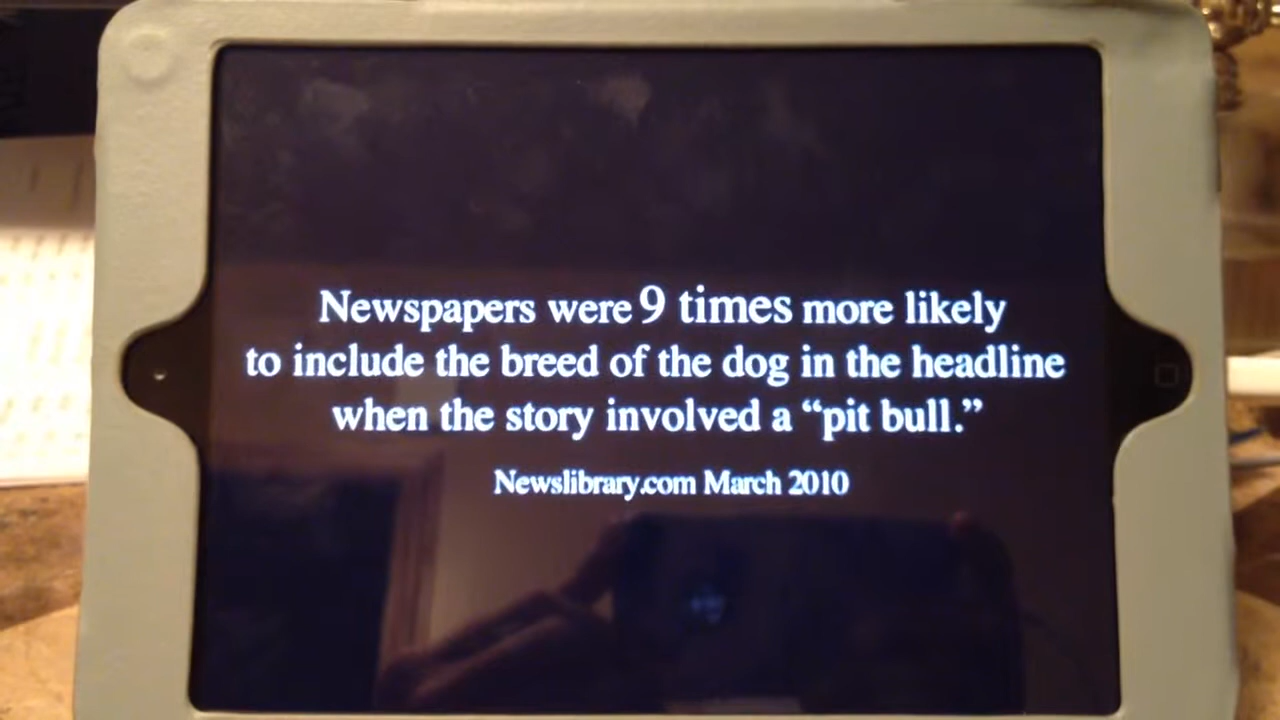 Newspapers were 9 times more likely
to include the breed of the dog in the headline
when the story involved a “pit bull.”
Newslibrary.com March 2010